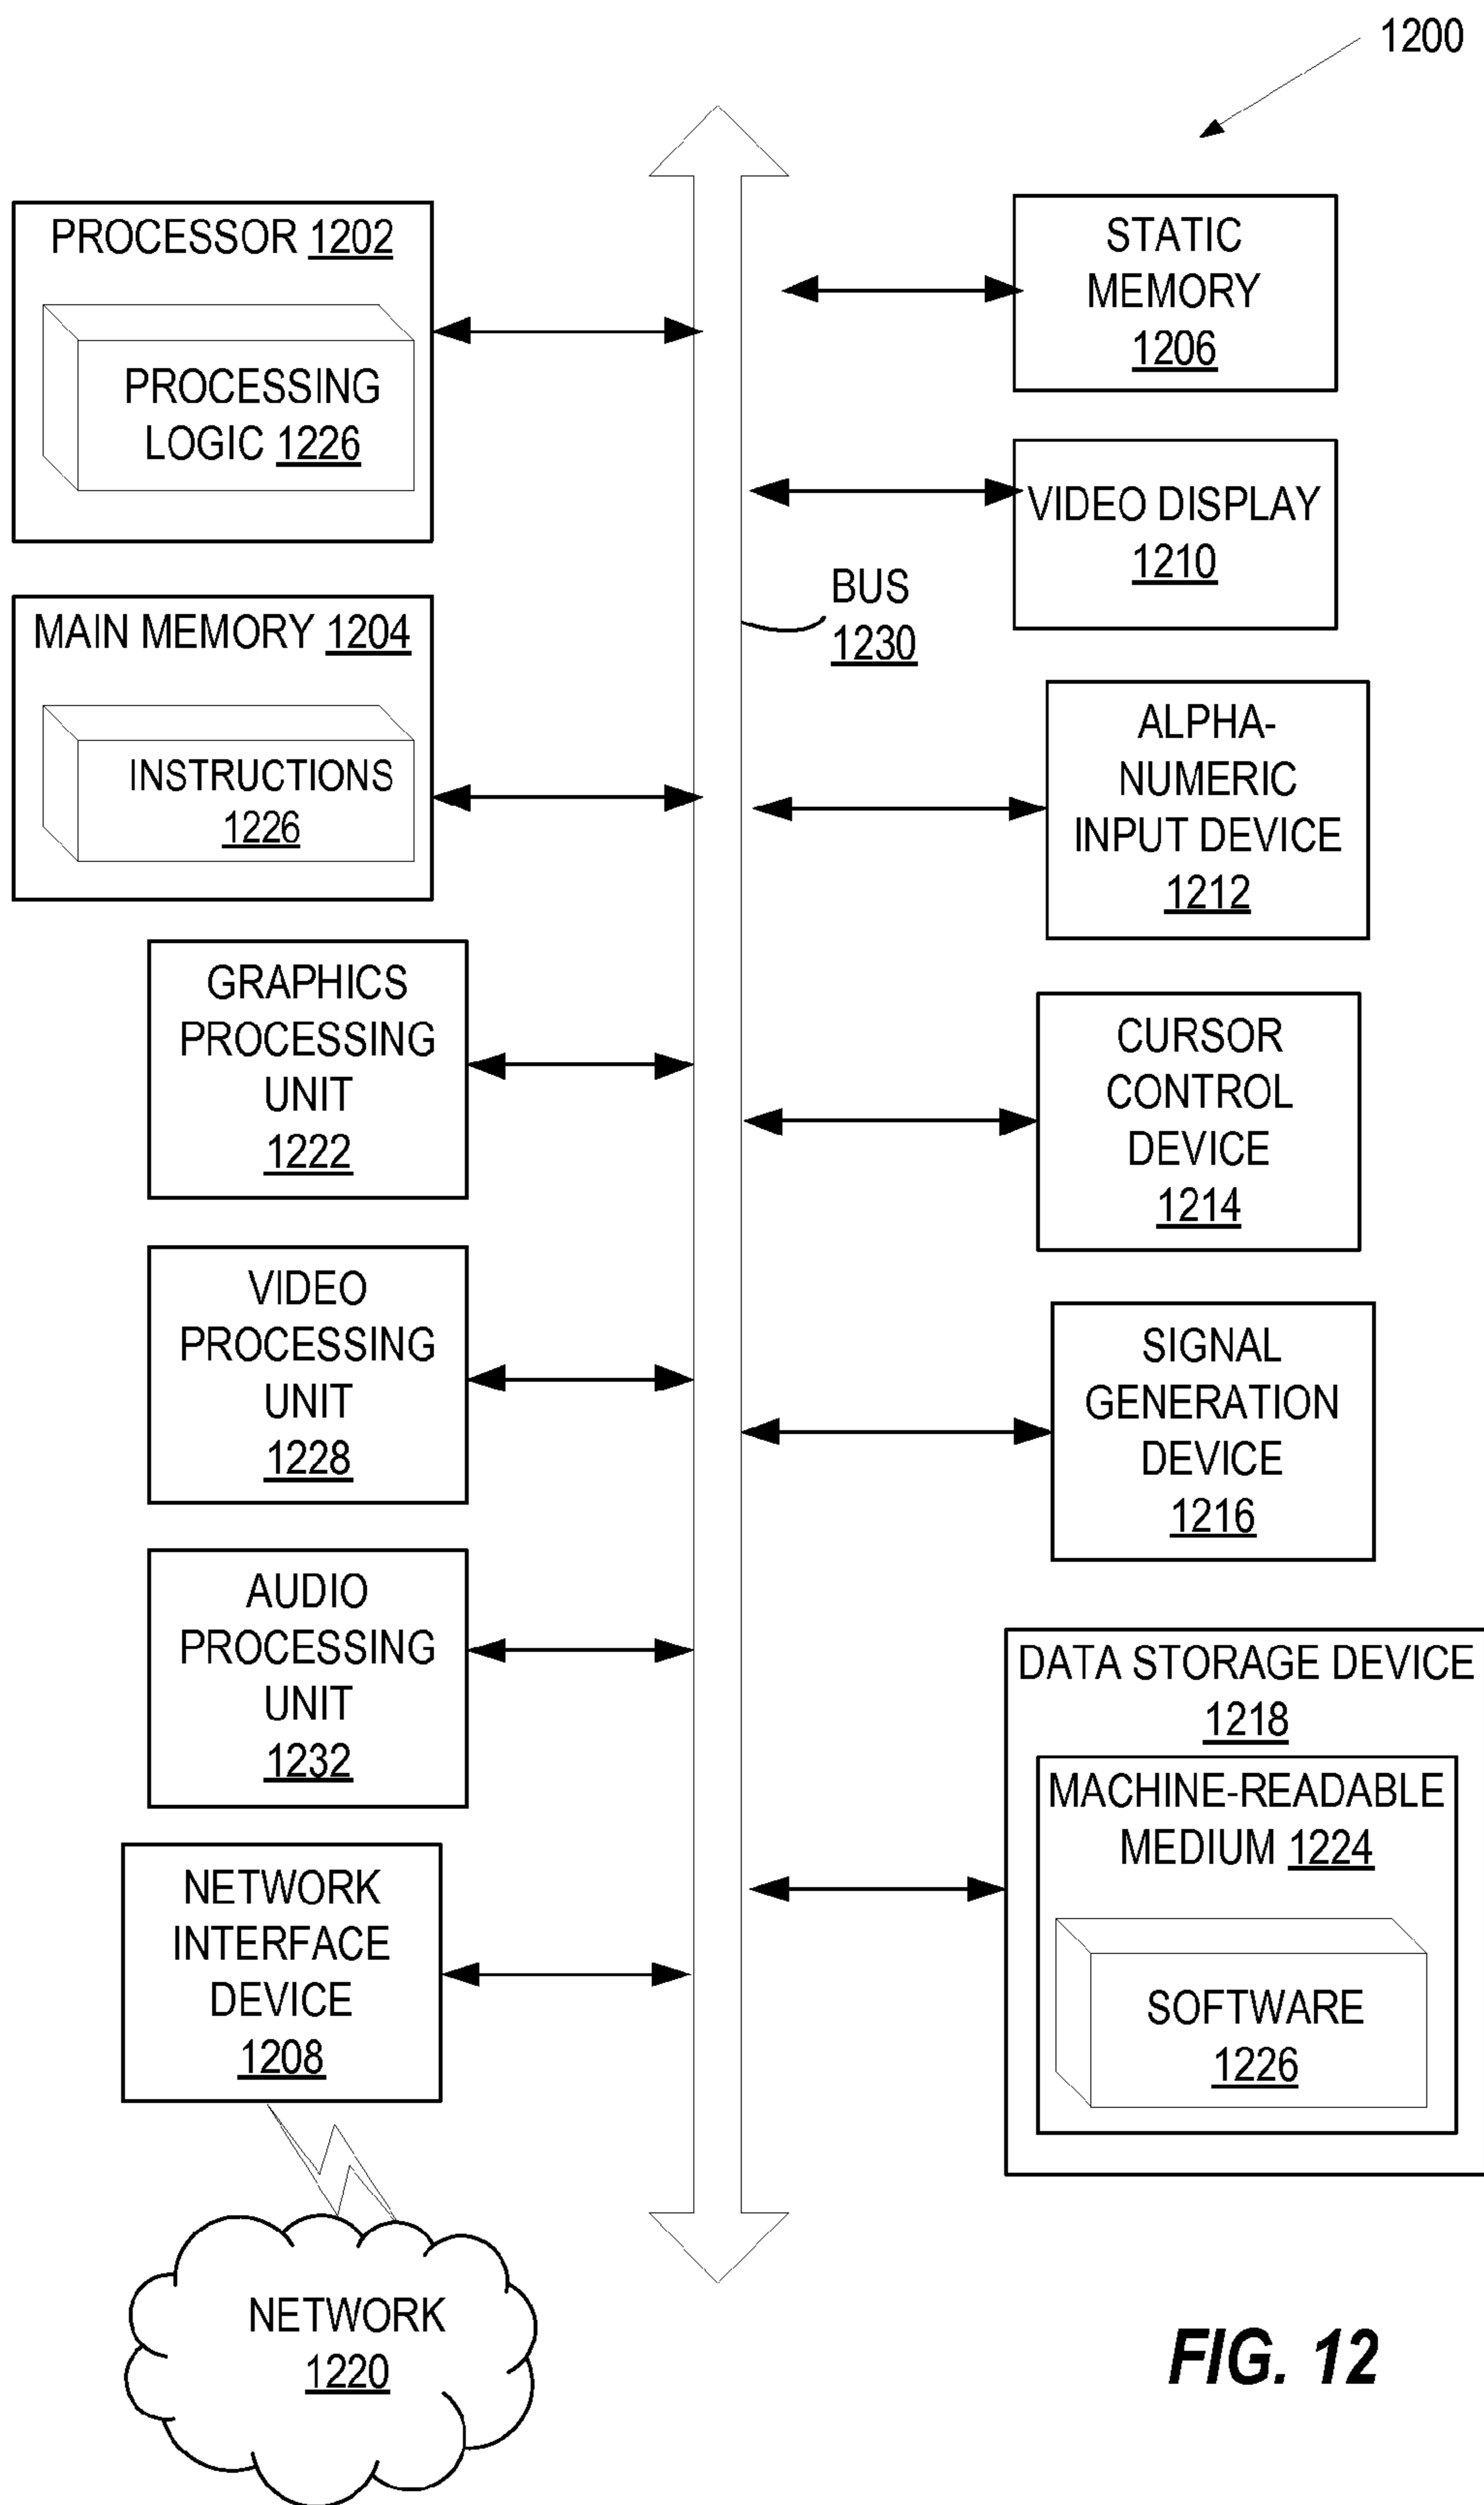 1200
PROCESSOR 1202
PROCESSING
LOGIC 1226
MAIN MEMORY 1204
INSTRUCTIONS
1226
GRAPHICS
PROCESSING
UNIT
1222
VIDEO
PROCESSING
UNIT
1228
AUDIO
PROCESSING
UNIT
1232
NETWORK
INTERFACE
DEVICE
1208
NETWORK
1220
BUS
1230
STATIC
MEMORY
1206
VIDEO DISPLAY
1210
ALPHA-
NUMERIC
INPUT DEVICE
1212
CURSOR
CONTROL
DEVICE
1214
SIGNAL
GENERATION
DEVICE
1216
DATA STORAGE DEVICE
1218
MACHINE-READABLE
MEDIUM 1224
SOFTWARE
1226
FIG. 12